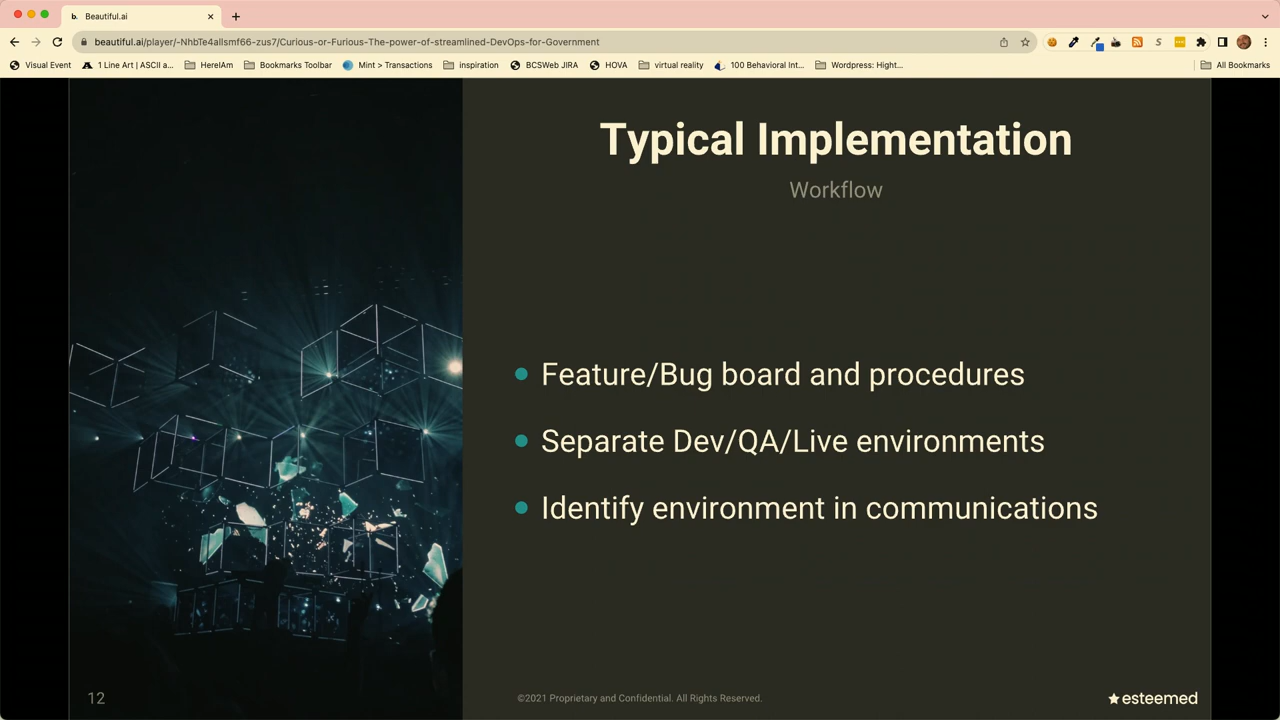 b. Beautiful.ai
beautiful.ai/player/-NhbTe4allsmf66-zus7/Curious-or-Furious-The-power-of-streamlined-DevOps-for-Government
Visual Event
1 Line Art | ASCII a...
HereIAm
Bookmarks Toolbar
Mint > Transactions
inspiration
BCSWeb JIRA
HOVA
virtual reality
100 Behavioral Int...
Wordpress: Hight...
All Bookmarks
Typical Implementation
Workflow
Feature/Bug board and procedures
Separate Dev/QA/Live environments
Identify environment in communications
12
©2021 Proprietary and Confidential. All Rights Reserved.
esteemed